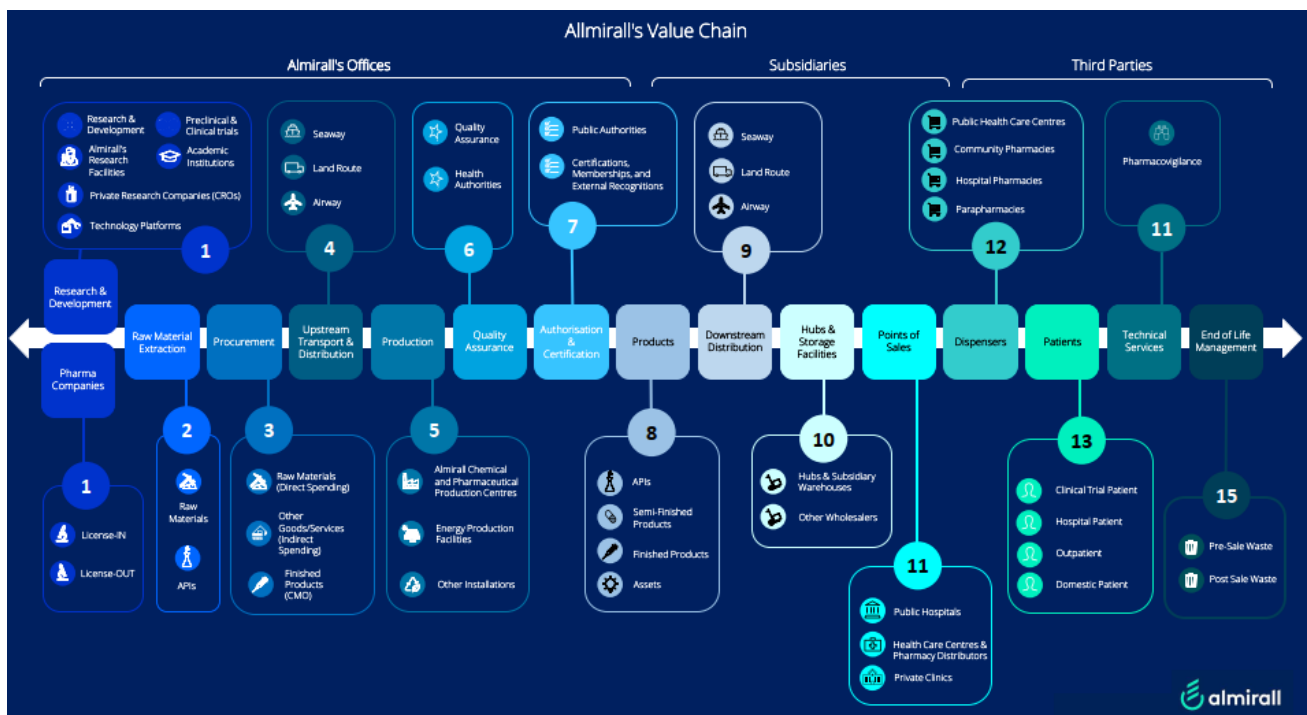 Allmirall's Value Chain
Almirall's Offices
Subsidiaries
Third Parties
Research &
Development
Preclinical &
Clinical trials
Almirall's
Research
Facilities
Academic
Institutions
Private Research Companies (CROs)
Technology Platforms
1
Seaway
Land Route
Airway
4
Quality
Assurance
Health
Authorities
6
Public Authorities
Certifications,
Memberships, and
External Recognitions
7
Seaway
Land Route
Airway
9
Public Health Care Centres
Community Pharmacies
Hospital Pharmacies
Parapharmacies
12
Pharmacovigilance
11
Research &
Development
Pharma
Companies
Raw Material
Extraction
Procurement
Upstream
Transport &
Distribution
Production
Quality
Assurance
Authorisation
& Certification
Products
Downstream
Distribution
Hubs &
Storage
Facilities
Points of
Sales
Dispensers
Patients
Technical
Services
End of Life
Management
1
License-IN
License-OUT
2
Raw
Materials
APIs
3
Raw Materials
(Direct Spending)
Other
Goods/Services
(Indirect
Spending)
Finished
Products
(CMO)
5
Almirall Chemical
and Pharmaceutical
Production Centres
Energy Production
Facilities
Other Installations
8
APIs
Semi-Finished
Products
Finished Products
Assets
10
Hubs & Subsidiary
Warehouses
Other Wholesalers
11
Public Hospitals
Health Care Centres &
Pharmacy Distributors
Private Clinics
13
Clinical Trial Patient
Hospital Patient
Outpatient
Domestic Patient
15
Pre-Sale Waste
Post Sale Waste
almirall